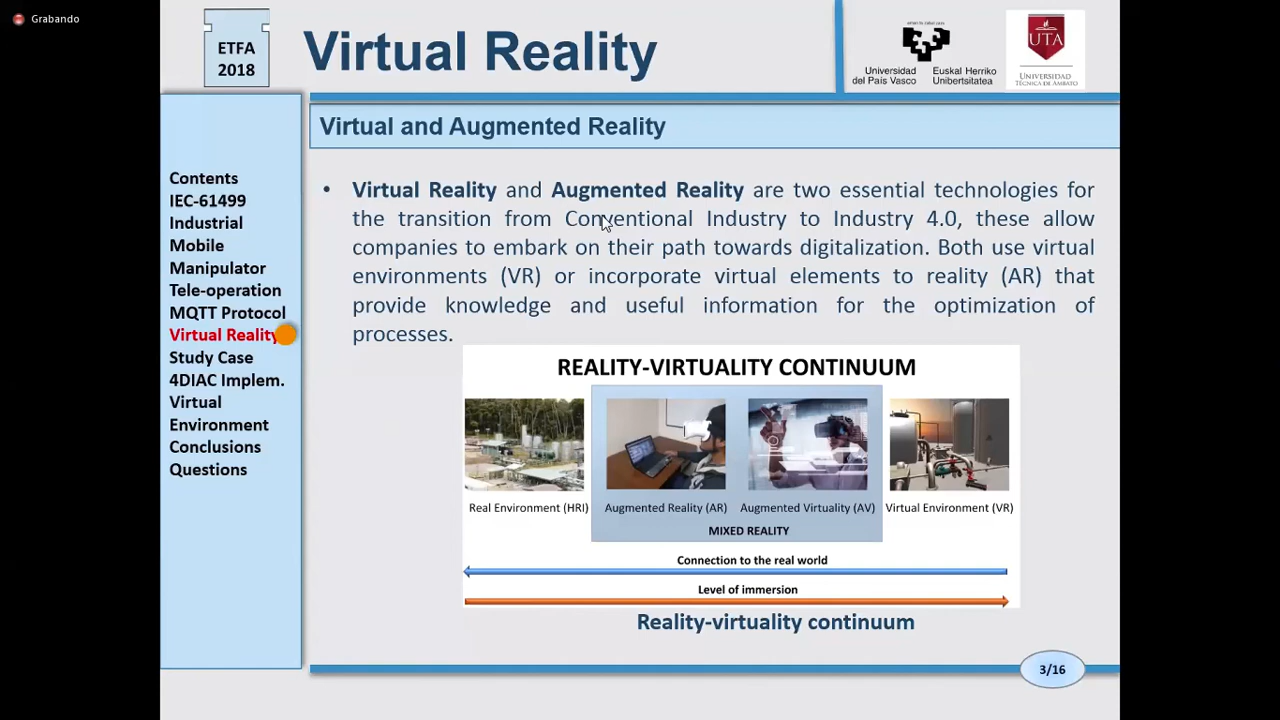 Grabando
ETFA
2018
Virtual Reality
Universidad
del País Vasco
Euskal Herriko
Unibertsitatea
UTA
UNIVERSIDAD
TÉCNICA DE AMBATO
Virtual and Augmented Reality
Contents
IEC-61499
Industrial
Mobile
Manipulator
Tele-operation
MQTT Protocol
Virtual Reality
Study Case
4DIAC Implem.
Virtual
Environment
Conclusions
Questions
• Virtual Reality and Augmented Reality are two essential technologies for
the transition from Conventional Industry to Industry 4.0, these allow
companies to embark on their path towards digitalization. Both use virtual
environments (VR) or incorporate virtual elements to reality (AR) that
provide knowledge and useful information for the optimization of
processes.
REALITY-VIRTUALITY CONTINUUM
Real Environment (HRI) Augmented Reality (AR) Augmented Virtuality (AV) Virtual Environment (VR)
MIXED REALITY
Connection to the real world
Level of immersion
Reality-virtuality continuum
3/16